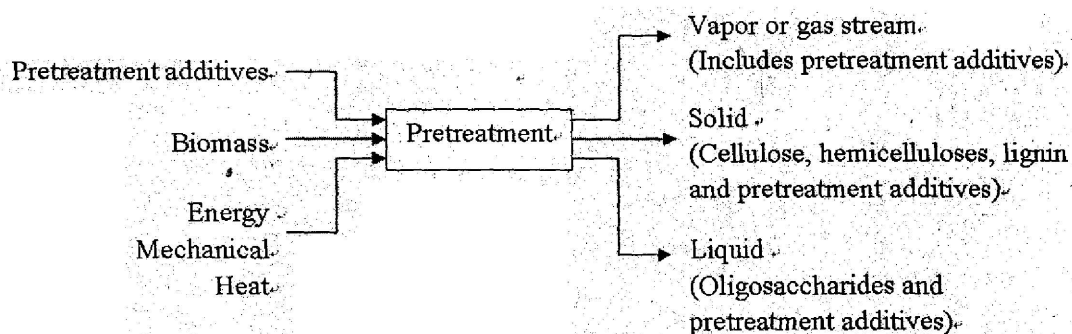 Pretreatment additives
Biomass
Energy
Mechanical
Heat
Pretreatment
Vapor or gas stream
(Includes pretreatment additives)
Solid
(Cellulose, hemicelluloses, lignin
and pretreatment additives)
Liquid
(Oligosaccharides and
pretreatment additives)